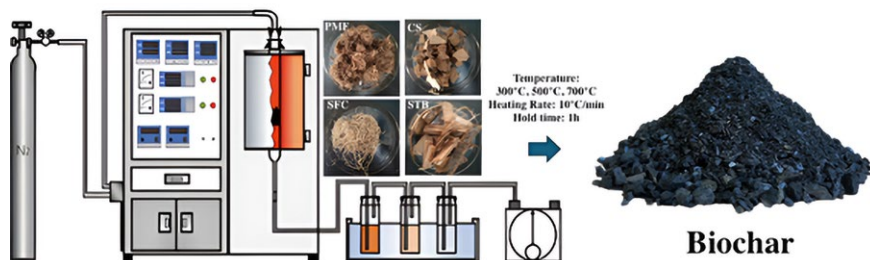 N₂
PMF
CS
SFC
STB
Temperature:
300°C, 500°C, 700°C
Heating Rate: 10°C/min
Hold time: 1h
Biochar